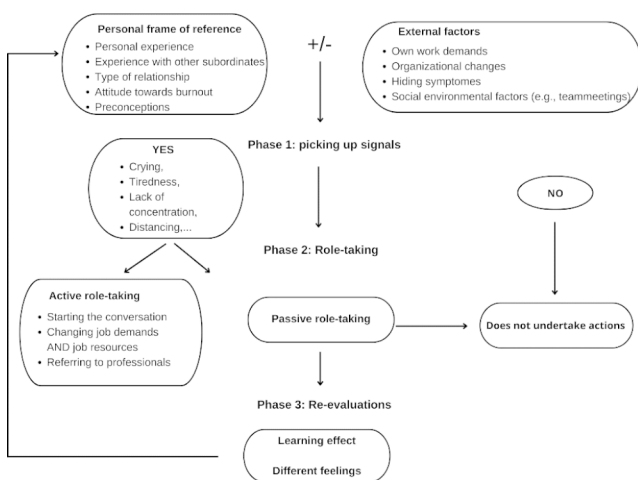 Personal frame of reference
• Personal experience
• Experience with other subordinates
• Type of relationship
• Attitude towards burnout
• Preconceptions
+/-
External factors
• Own work demands
• Organizational changes
• Hiding symptomes
• Social environmental factors (e.g., teammeetings)
Phase 1: picking up signals
YES
• Crying,
• Tiredness,
• Lack of
concentration,
• Distancing,...
NO
Phase 2: Role-taking
Active role-taking
• Starting the conversation
• Changing job demands
AND job resources
• Referring to professionals
Passive role-taking
Does not undertake actions
Phase 3: Re-evaluations
Learning effect
Different feelings